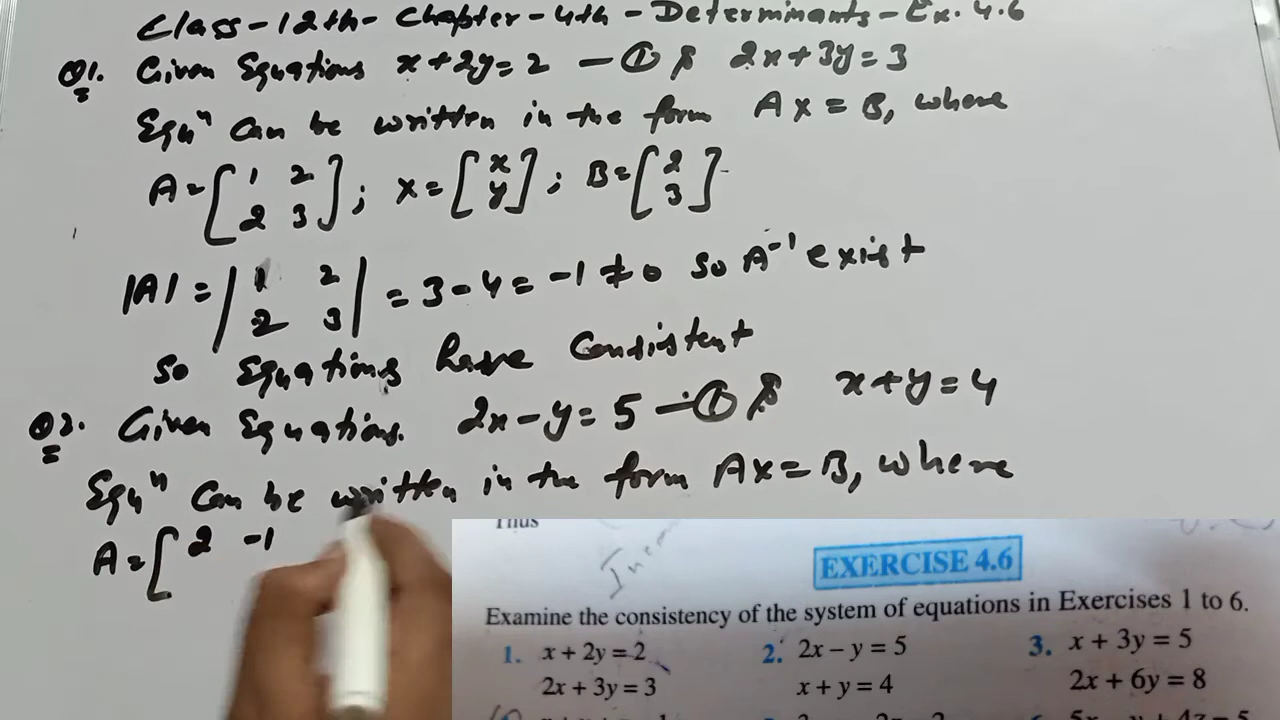 Class-12th-Chapter-4th-Determinants-Ex.4.6
Q1. Given Equations x+2y=2 —① & 2x+3y=3
Equⁿ can be written in the form AX=B, where
A=[1 2
2 3]; X=[x
y]; B=[2
3]
|A|=|1 2
2 3|=3-4=-1≠0 So A⁻¹ exist
So Equations have Consistent
Q2. Given Equations. 2x-y=5 —① & x+y=4
Equⁿ can be written in the form AX=B, where
A=[2 -1
Thus
EXERCISE 4.6
Examine the consistency of the system of equations in Exercises 1 to 6.
1. x + 2y = 2 2. 2x – y = 5 3. x + 3y = 5
2x + 3y = 3 x + y = 4 2x + 6y = 8